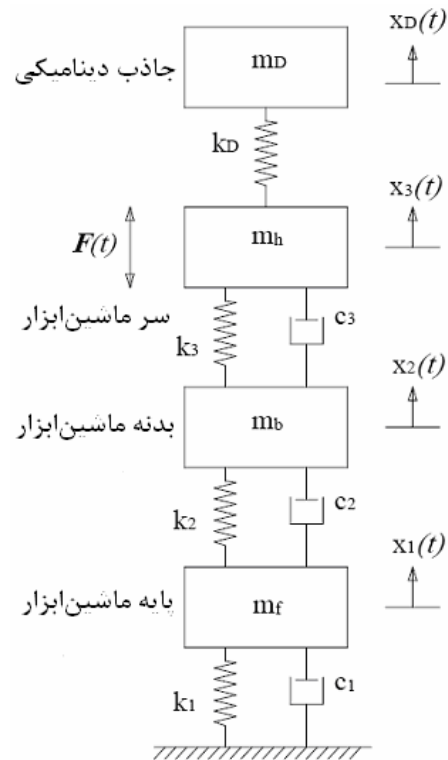 xD(t)
mD
جاذب دینامیکی
kD
x3(t)
F(t)
mh
سر ماشین‌ابزار
k3
c3
x2(t)
mb
بدنه ماشین‌ابزار
k2
c2
x1(t)
پایه ماشین‌ابزار
mf
k1
c1